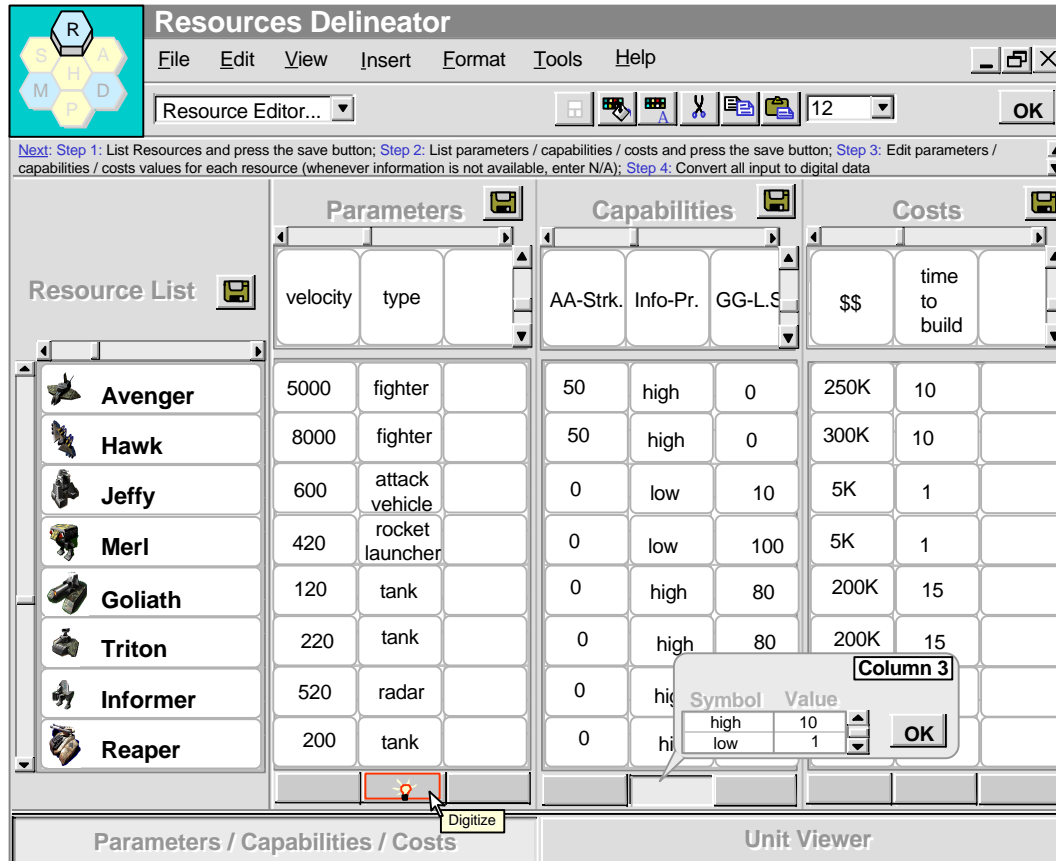 R
Resources Delineator
S A
H
M D
P
File Edit View Insert Format Tools Help
Resource Editor...
A
12
OK
Next: Step 1: List Resources and press the save button; Step 2: List parameters / capabilities / costs and press the save button; Step 3: Edit parameters /
capabilities / costs values for each resource (whenever information is not available, enter N/A); Step 4: Convert all input to digital data
Parameters Capabilities Costs
Resource List
velocity type AA-Strk. Info-Pr. GG-L.S $$ time
to
build
Avenger 5000 fighter 50 high 0 250K 10
Hawk 8000 fighter 50 high 0 300K 10
Jeffy 600 attack
vehicle 0 low 10 5K 1
Merl 420 rocket
launcher 0 low 100 5K 1
Goliath 120 tank 0 high 80 200K 15
Triton 220 tank 0 high 80 200K 15
Informer 520 radar 0
Reaper 200 tank 0
Column 3
Symbol Value
high 10
low 1
OK
Digitize
Parameters / Capabilities / Costs
Unit Viewer